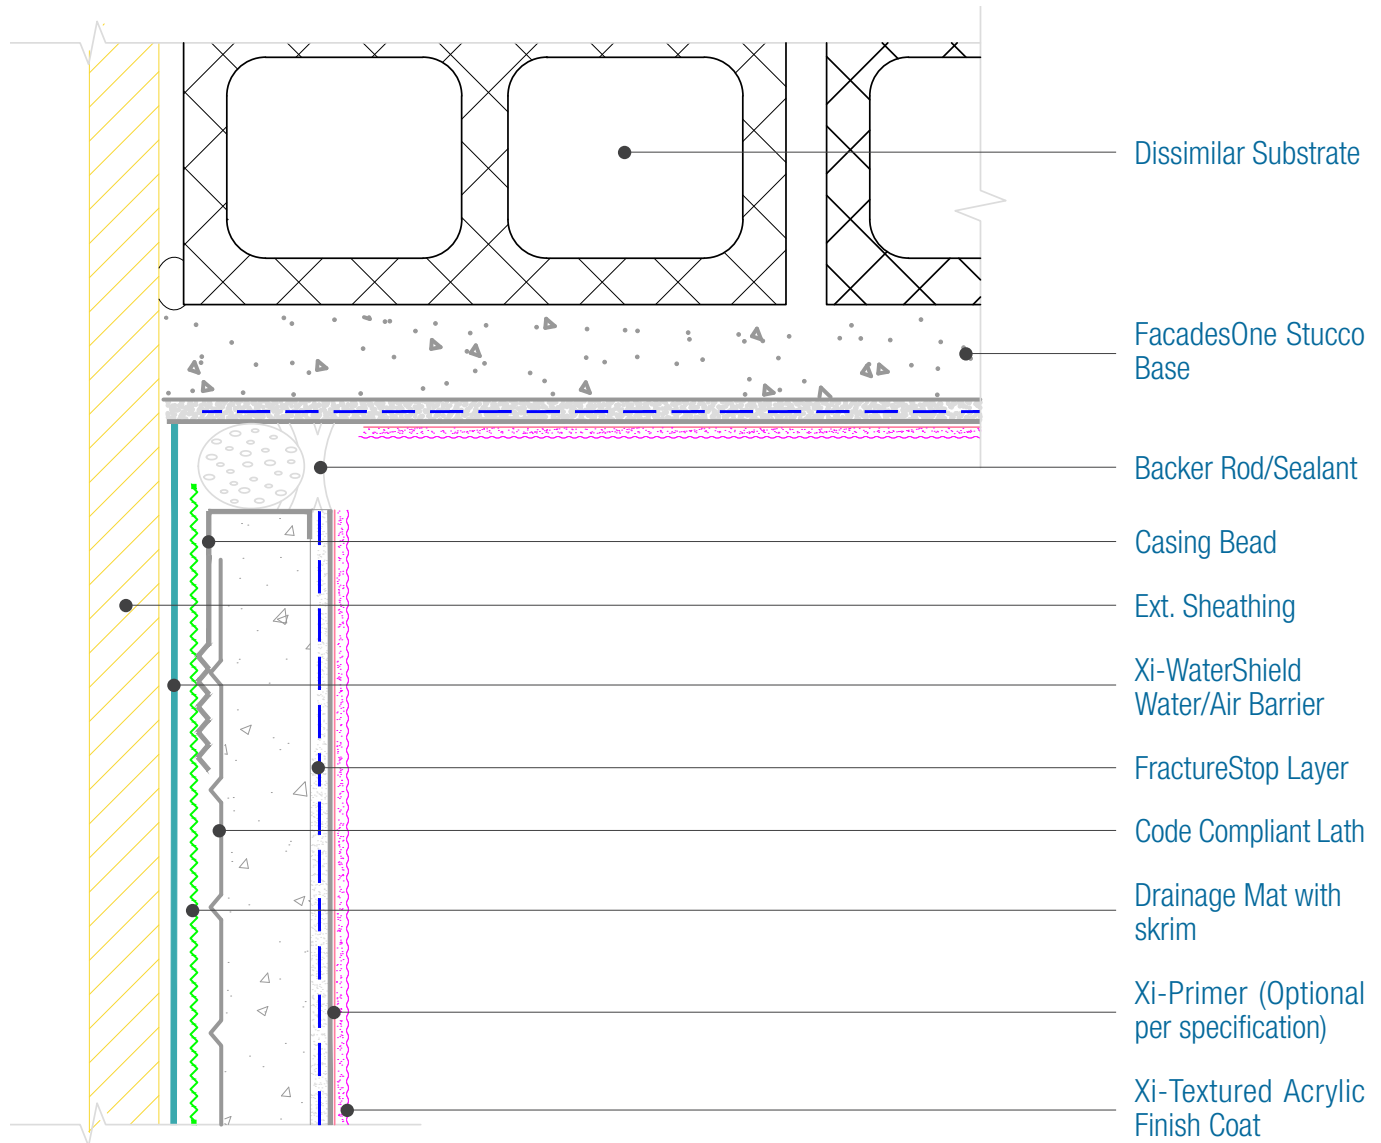 Dissimilar Substrate
FacadesOne Stucco
Base
Backer Rod/Sealant
Casing Bead
Ext. Sheathing
Xi-WaterShield
Water/Air Barrier
FractureStop Layer
Code Compliant Lath
Drainage Mat with
skrim
Xi-Primer (Optional
per specification)
Xi-Textured Acrylic
Finish Coat